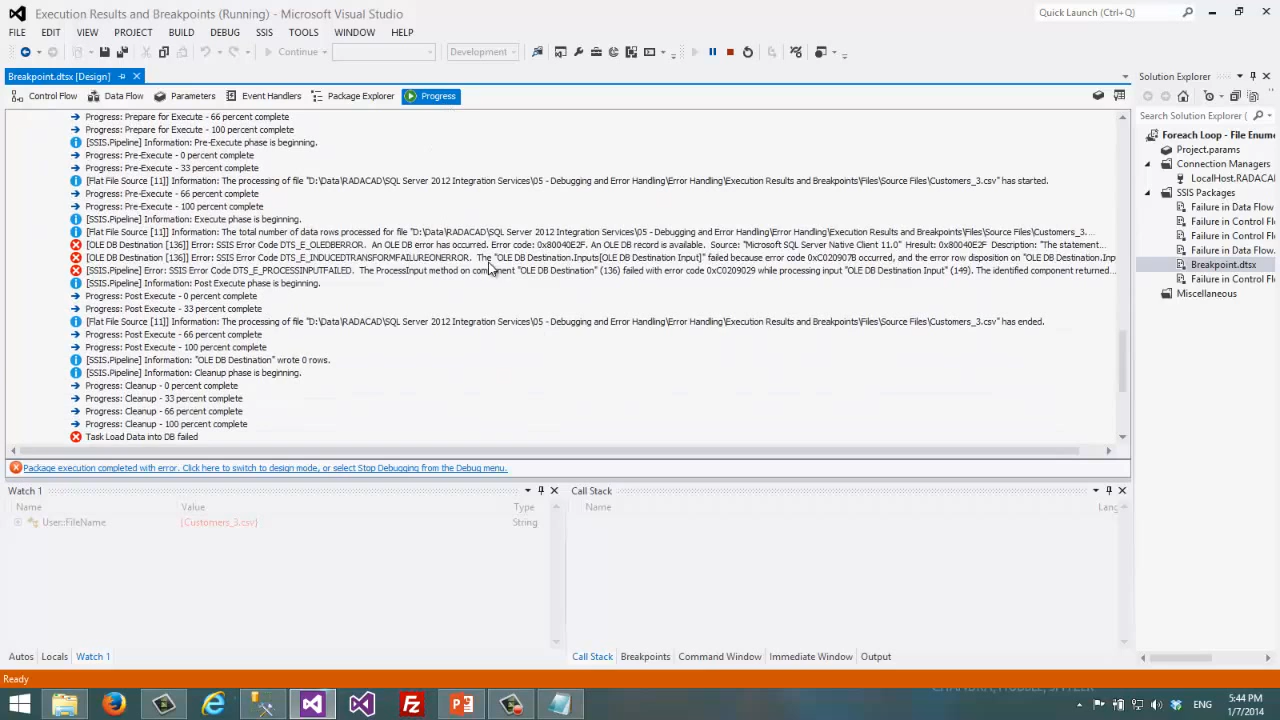 Execution Results and Breakpoints (Running) - Microsoft Visual Studio
Quick Launch (Ctrl+Q)
FILE EDIT VIEW PROJECT BUILD DEBUG SSIS TOOLS WINDOW HELP
Continue Development
Breakpoint.dtsx [Design]
Control Flow Data Flow Parameters Event Handlers Package Explorer Progress
Progress: Prepare for Execute - 66 percent complete
Progress: Prepare for Execute - 100 percent complete
[SSIS.Pipeline] Information: Pre-Execute phase is beginning.
Progress: Pre-Execute - 0 percent complete
Progress: Pre-Execute - 33 percent complete
[Flat File Source [11]] Information: The processing of file "D:\Data\RADACAD\SQL Server 2012 Integration Services\05 - Debugging and Error Handling\Error Handling\Execution Results and Breakpoints\Files\Source Files\Customers_3.csv" has started.
Progress: Pre-Execute - 66 percent complete
Progress: Pre-Execute - 100 percent complete
[SSIS.Pipeline] Information: Execute phase is beginning.
[Flat File Source [11]] Information: The total number of data rows processed for file "D:\Data\RADACAD\SQL Server 2012 Integration Services\05 - Debugging and Error Handling\Error Handling\Execution Results and Breakpoints\Files\Source Files\Customers_3....
[OLE DB Destination [136]] Error: SSIS Error Code DTS_E_OLEDBERROR. An OLE DB error has occurred. Error code: 0x80040E2F. An OLE DB record is available. Source: "Microsoft SQL Server Native Client 11.0" Hresult: 0x80040E2F Description: "The statement...
[OLE DB Destination [136]] Error: SSIS Error Code DTS_E_INDUCEDTRANSFORMFAILUREONERROR. The "OLE DB Destination.Inputs[OLE DB Destination Input]" failed because error code 0xC020907B occurred, and the error row disposition on "OLE DB Destination.Inp
[SSIS.Pipeline] Error: SSIS Error Code DTS_E_PROCESSINPUTFAILED. The ProcessInput method on component "OLE DB Destination" (136) failed with error code 0xC0209029 while processing input "OLE DB Destination Input" (149). The identified component returned...
[SSIS.Pipeline] Information: Post Execute phase is beginning.
Progress: Post Execute - 0 percent complete
Progress: Post Execute - 33 percent complete
[Flat File Source [11]] Information: The processing of file "D:\Data\RADACAD\SQL Server 2012 Integration Services\05 - Debugging and Error Handling\Error Handling\Execution Results and Breakpoints\Files\Source Files\Customers_3.csv" has ended.
Progress: Post Execute - 66 percent complete
Progress: Post Execute - 100 percent complete
[SSIS.Pipeline] Information: "OLE DB Destination" wrote 0 rows.
[SSIS.Pipeline] Information: Cleanup phase is beginning.
Progress: Cleanup - 0 percent complete
Progress: Cleanup - 33 percent complete
Progress: Cleanup - 66 percent complete
Progress: Cleanup - 100 percent complete
Task Load Data into DB failed
Package execution completed with error. Click here to switch to design mode, or select Stop Debugging from the Debug menu.
Solution Explorer
Search Solution Explorer (
Foreach Loop - File Enume
Project.params
Connection Managers
LocalHost.RADACA
SSIS Packages
Failure in Data Flow
Failure in Control Fl
Failure in Data Flow
Failure in Control Fl
Breakpoint.dtsx
Failure in Control Fl
Miscellaneous
Watch 1
Name Value Type
User::FileName {Customers_3.csv} String
Call Stack
Name Lang
Autos Locals Watch 1
Call Stack Breakpoints Command Window Immediate Window Output
Ready
ENG
5:44 PM
1/7/2014